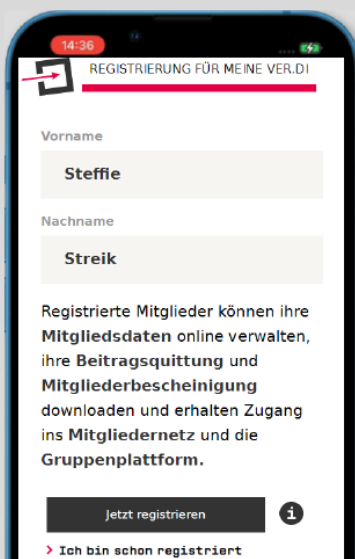 14:36
REGISTRIERUNG FÜR MEINE VER.DI
Vorname
Steffie
Nachname
Streik
Registrierte Mitglieder können ihre
Mitgliedsdaten online verwalten,
ihre Beitragsquittung und
Mitgliederbescheinigung
downloaden und erhalten Zugang
ins Mitgliedernetz und die
Gruppenplattform.
Jetzt registrieren i
> Ich bin schon registriert